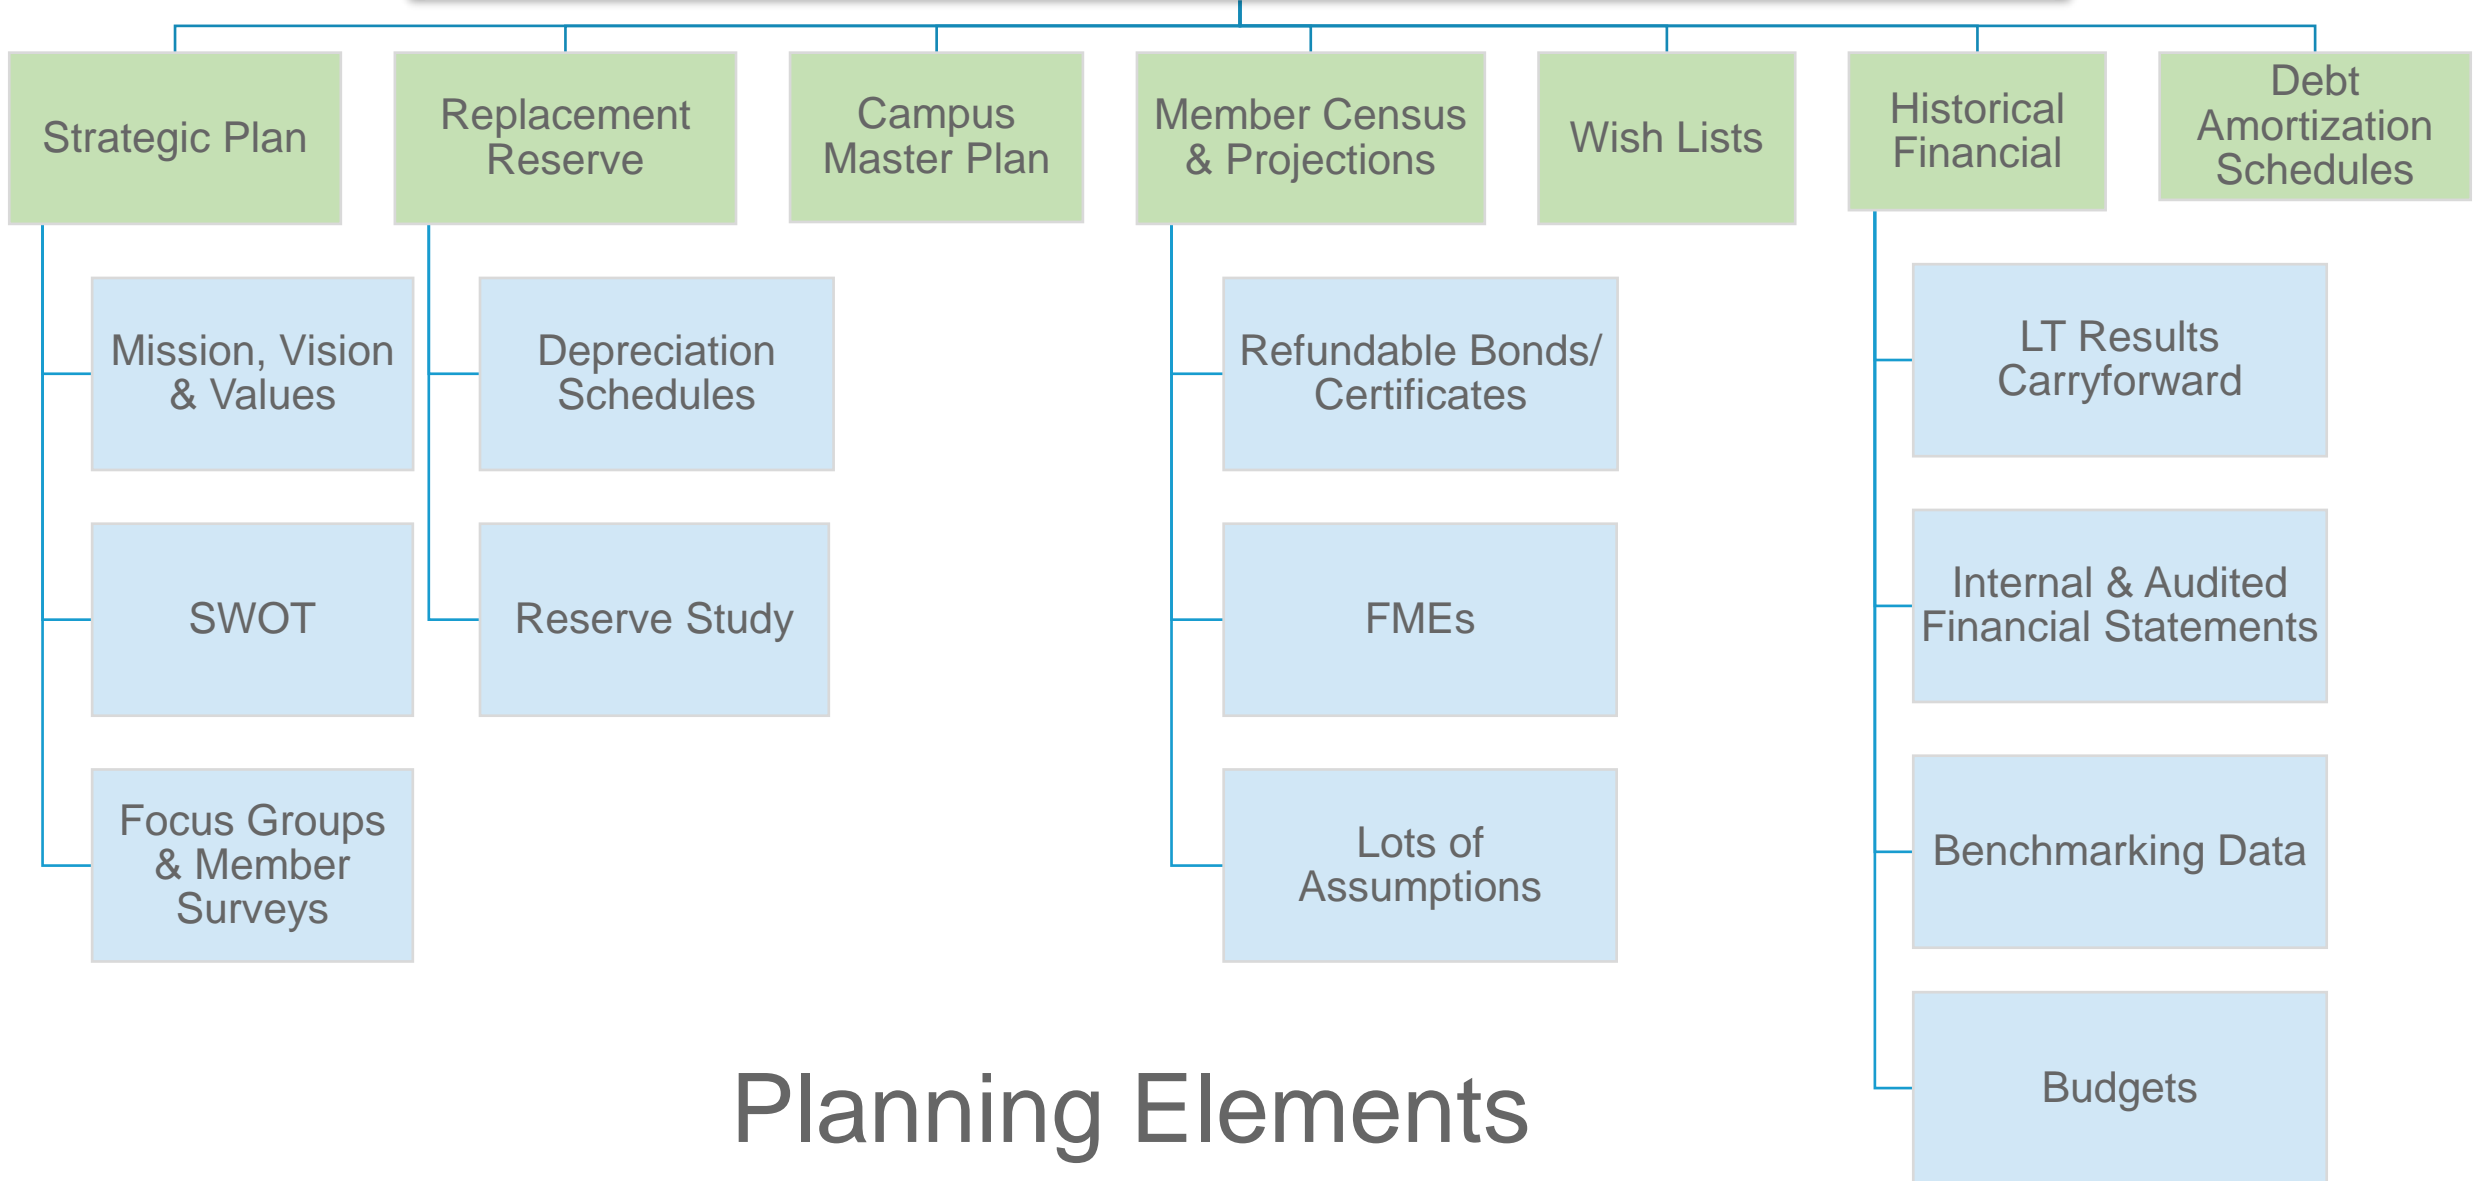 Strategic Plan
Replacement
Reserve
Campus
Master Plan
Member Census
& Projections
Wish Lists
Historical
Financial
Debt
Amortization
Schedules
Mission, Vision
& Values
SWOT
Focus Groups
& Member
Surveys
Depreciation
Schedules
Reserve Study
Refundable Bonds/
Certificates
FMEs
Lots of
Assumptions
LT Results
Carryforward
Internal & Audited
Financial Statements
Benchmarking Data
Budgets
Planning Elements